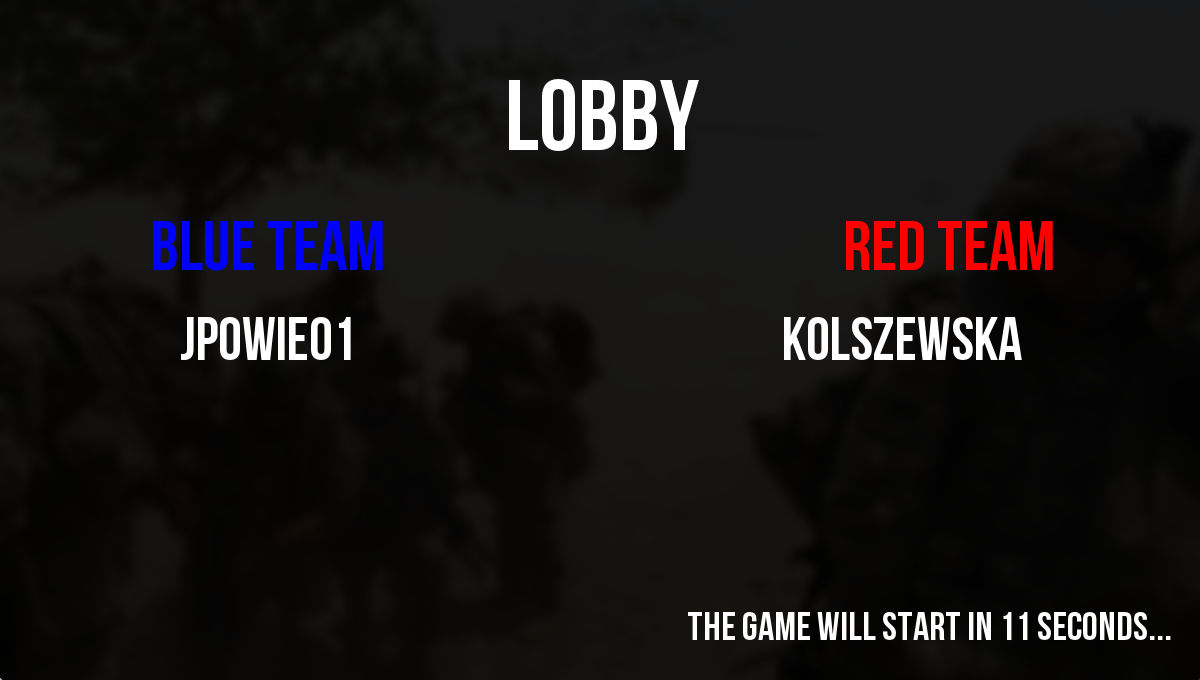 LOBBY
BLUE TEAM
RED TEAM
JPOWIE01
KOLSZEWSKA
THE GAME WILL START IN 11 SECONDS...